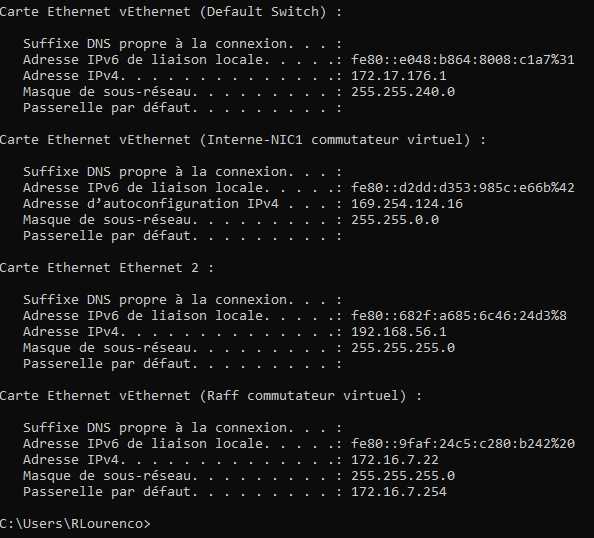 Carte Ethernet vEthernet (Default Switch) :
Suffixe DNS propre à la connexion. . . :
Adresse IPv6 de liaison locale. . . . .: fe80::e048:b864:8008:c1a7%31
Adresse IPv4. . . . . . . . . . . . . .: 172.17.176.1
Masque de sous-réseau. . . . . . . . . : 255.255.240.0
Passerelle par défaut. . . . . . . . . :
Carte Ethernet vEthernet (Interne-NIC1 commutateur virtuel) :
Suffixe DNS propre à la connexion. . . :
Adresse IPv6 de liaison locale. . . . .: fe80::d2dd:d353:985c:e66b%42
Adresse d’autoconfiguration IPv4 . . . : 169.254.124.16
Masque de sous-réseau. . . . . . . . . : 255.255.0.0
Passerelle par défaut. . . . . . . . . :
Carte Ethernet Ethernet 2 :
Suffixe DNS propre à la connexion. . . :
Adresse IPv6 de liaison locale. . . . .: fe80::682f:a685:6c46:24d3%8
Adresse IPv4. . . . . . . . . . . . . .: 192.168.56.1
Masque de sous-réseau. . . . . . . . . : 255.255.255.0
Passerelle par défaut. . . . . . . . . :
Carte Ethernet vEthernet (Raff commutateur virtuel) :
Suffixe DNS propre à la connexion. . . :
Adresse IPv6 de liaison locale. . . . .: fe80::9faf:24c5:c280:b242%20
Adresse IPv4. . . . . . . . . . . . . .: 172.16.7.22
Masque de sous-réseau. . . . . . . . . : 255.255.255.0
Passerelle par défaut. . . . . . . . . : 172.16.7.254
C:\Users\RLourenco>